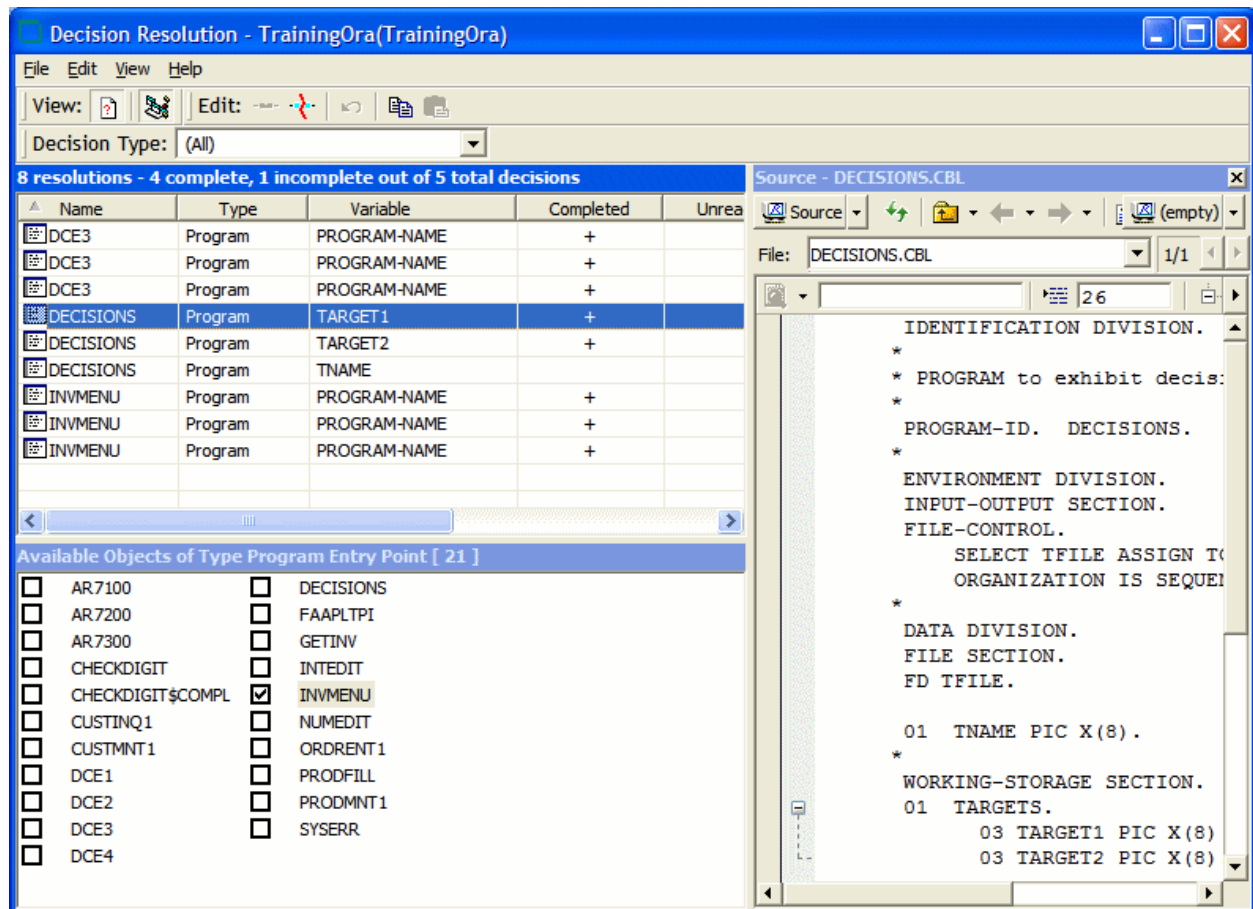 Decision Resolution - TrainingOra(TrainingOra)
File Edit View Help
View: Edit:
Decision Type: (All)
8 resolutions - 4 complete, 1 incomplete out of 5 total decisions
Name Type Variable Completed Unrea
DCE3 Program PROGRAM-NAME +
DCE3 Program PROGRAM-NAME +
DCE3 Program PROGRAM-NAME +
DECISIONS Program TARGET1 +
DECISIONS Program TARGET2 +
DECISIONS Program TNAME
INVMENU Program PROGRAM-NAME +
INVMENU Program PROGRAM-NAME +
INVMENU Program PROGRAM-NAME +
Available Objects of Type Program Entry Point [ 21 ]
AR7100 DECISIONS
AR7200 FAAPLTPI
AR7300 GETINV
CHECKDIGIT INTEDIT
CHECKDIGIT$COMPL INVMENU
CUSTINQ1 NUMEDIT
CUSTMNT1 ORDRENT1
DCE1 PRODFILL
DCE2 PRODMNT1
DCE3 SYSERR
DCE4
Source - DECISIONS.CBL
Source (empty)
File: DECISIONS.CBL 1/1
26
IDENTIFICATION DIVISION.
*
* PROGRAM to exhibit decis
*
PROGRAM-ID. DECISIONS.
*
ENVIRONMENT DIVISION.
INPUT-OUTPUT SECTION.
FILE-CONTROL.
SELECT TFILE ASSIGN TO
ORGANIZATION IS SEQUEN
*
DATA DIVISION.
FILE SECTION.
FD TFILE.
01 TNAME PIC X(8).
*
WORKING-STORAGE SECTION.
01 TARGETS.
03 TARGET1 PIC X(8)
03 TARGET2 PIC X(8)